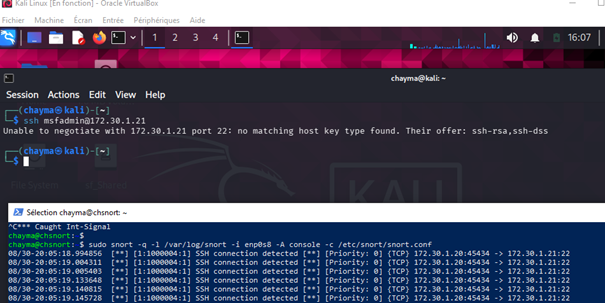 Kali Linux [En fonction] - Oracle VirtualBox
Fichier Machine Écran Entrée Périphériques Aide
1 2 3 4 16:07
chayma@kali: ~
Session Actions Edit View Help
(chayma㉿kali)-[~]
$ ssh msfadmin@172.30.1.21
Unable to negotiate with 172.30.1.21 port 22: no matching host key type found. Their offer: ssh-rsa,ssh-dss
(chayma㉿kali)-[~]
$
KALI
Sélection chayma@chsnort: ~
^C*** Caught Int-Signal
chayma@chsnort: $
chayma@chsnort: $ sudo snort -q -l /var/log/snort -i enp0s8 -A console -c /etc/snort/snort.conf
08/30-20:05:18.994856 [**] [1:1000004:1] SSH connection detected [**] [Priority: 0] {TCP} 172.30.1.20:45434 -> 172.30.1.21:22
08/30-20:05:19.004311 [**] [1:1000004:1] SSH connection detected [**] [Priority: 0] {TCP} 172.30.1.20:45434 -> 172.30.1.21:22
08/30-20:05:19.005403 [**] [1:1000004:1] SSH connection detected [**] [Priority: 0] {TCP} 172.30.1.20:45434 -> 172.30.1.21:22
08/30-20:05:19.133648 [**] [1:1000004:1] SSH connection detected [**] [Priority: 0] {TCP} 172.30.1.20:45434 -> 172.30.1.21:22
08/30-20:05:19.140815 [**] [1:1000004:1] SSH connection detected [**] [Priority: 0] {TCP} 172.30.1.20:45434 -> 172.30.1.21:22
08/30-20:05:19.145728 [**] [1:1000004:1] SSH connection detected [**] [Priority: 0] {TCP} 172.30.1.20:45434 -> 172.30.1.21:22